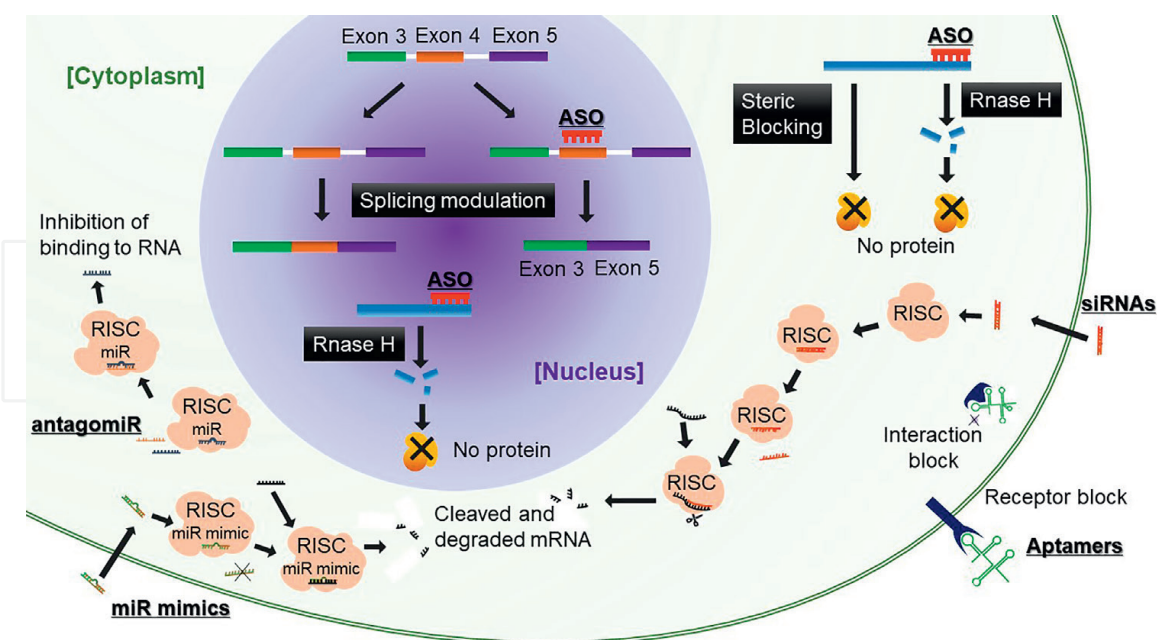 Exon 3 Exon 4 Exon 5
[Cytoplasm]
ASO
ASO
Steric
Blocking
Rnase H
Splicing modulation
Inhibition of
binding to RNA
No protein
Exon 3 Exon 5
ASO
siRNAs
RISC
RISC
RISC
miR
Rnase H
[Nucleus]
RISC
miR
antagomiR
RISC
Interaction
block
No protein
RISC
Receptor block
Cleaved and
degraded mRNA
RISC
miR mimic
RISC
miR mimic
Aptamers
miR mimics